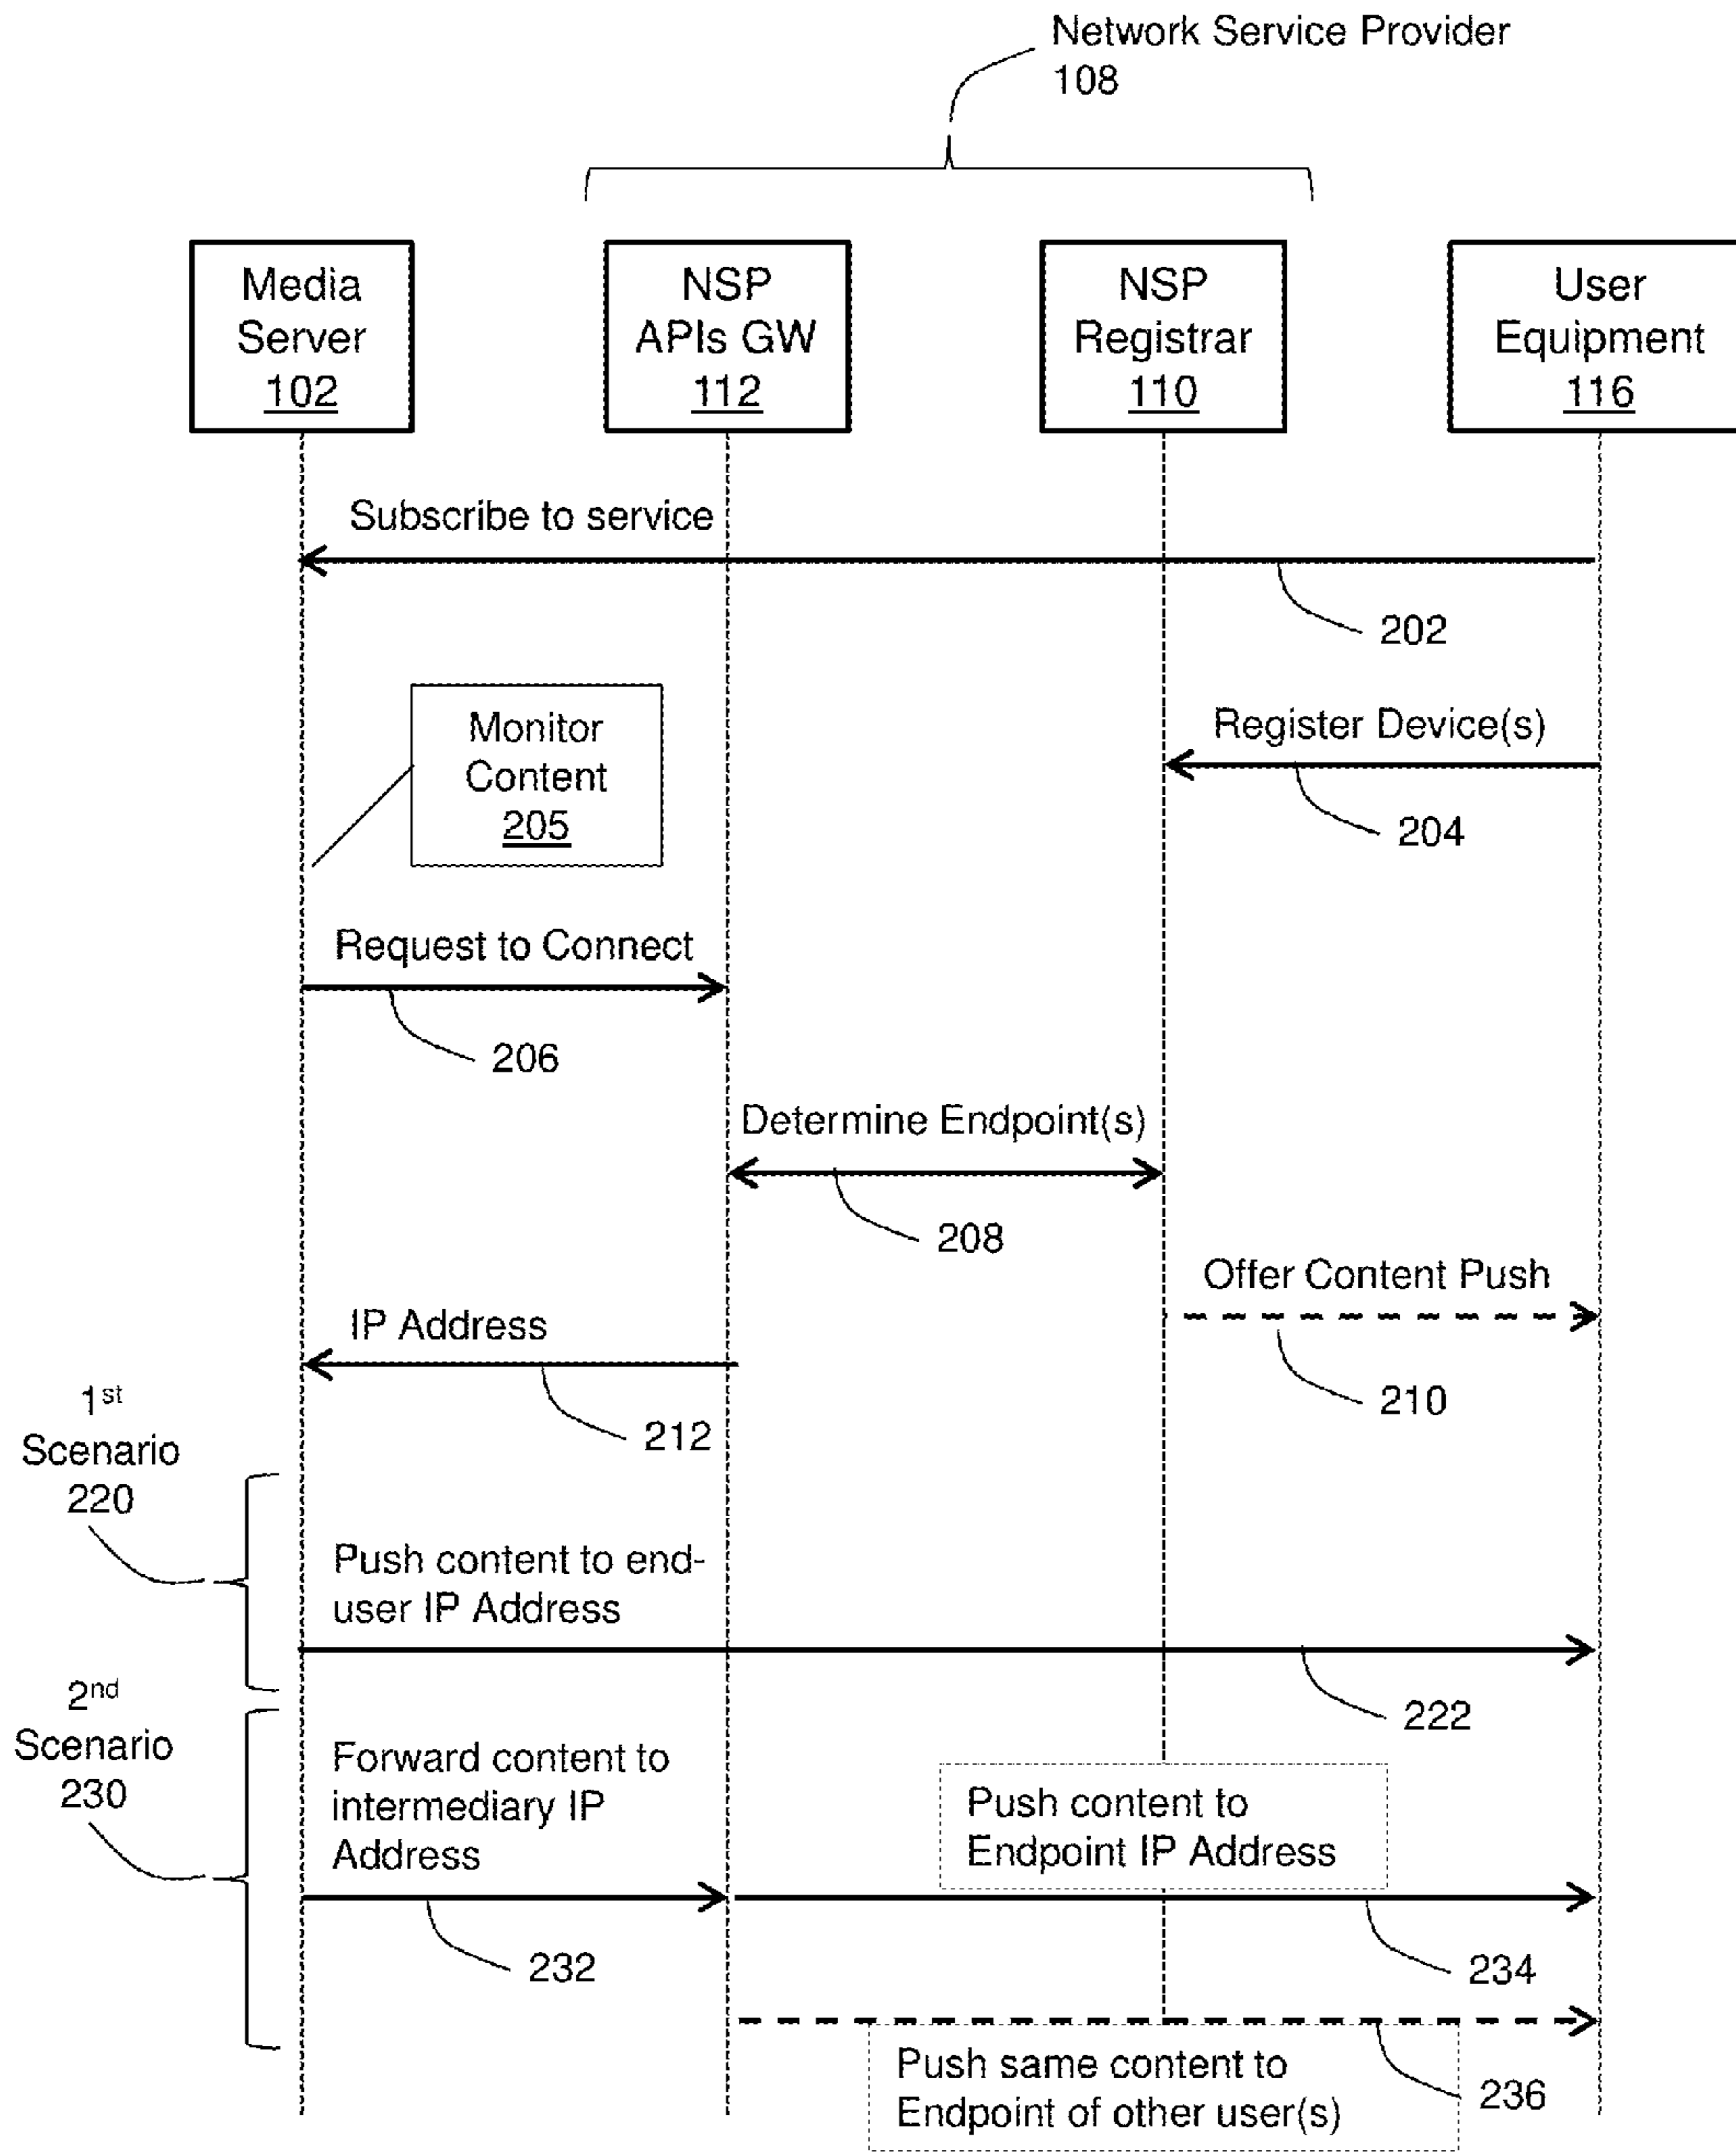 Network Service Provider
108
Media
Server
102
NSP
APIs GW
112
NSP
Registrar
110
User
Equipment
116
Subscribe to service
202
Monitor
Content
205
Register Device(s)
204
Request to Connect
206
Determine Endpoint(s)
208
Offer Content Push
210
IP Address
212
1st
Scenario
220
Push content to end-
user IP Address
222
2nd
Scenario
230
Forward content to
intermediary IP
Address
232
Push content to
Endpoint IP Address
234
Push same content to
Endpoint of other user(s)
236